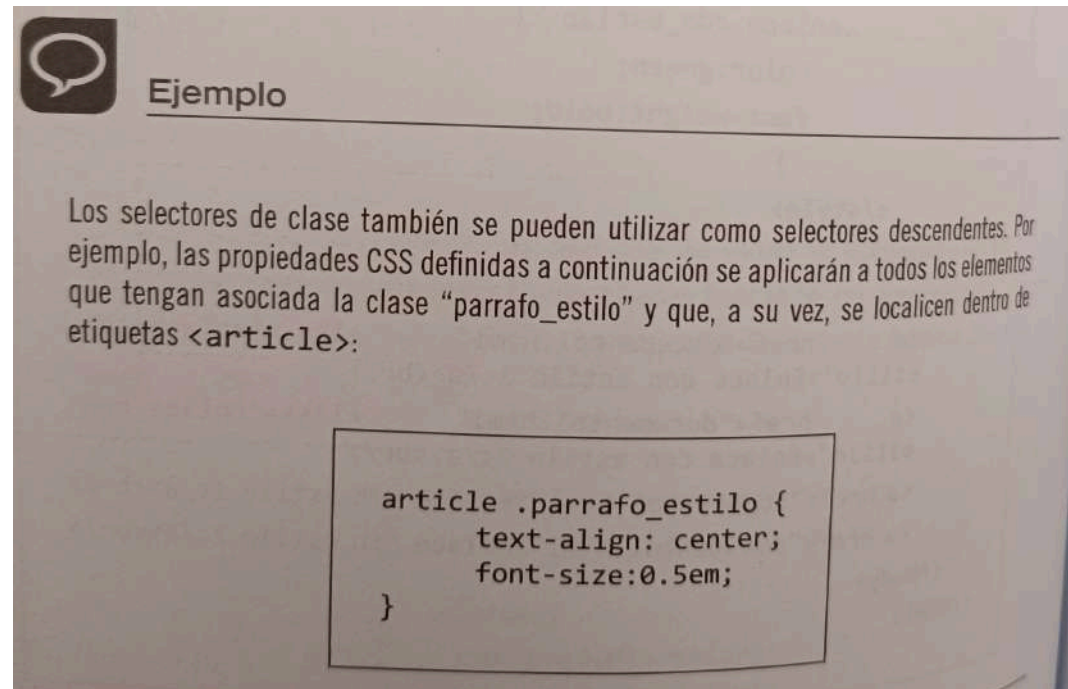 Ejemplo
Los selectores de clase también se pueden utilizar como selectores descendentes. Por
ejemplo, las propiedades CSS definidas a continuación se aplicarán a todos los elementos
que tengan asociada la clase “parrafo_estilo” y que, a su vez, se localicen dentro de
etiquetas <article>:
article .parrafo_estilo {
text-align: center;
font-size:0.5em;
}